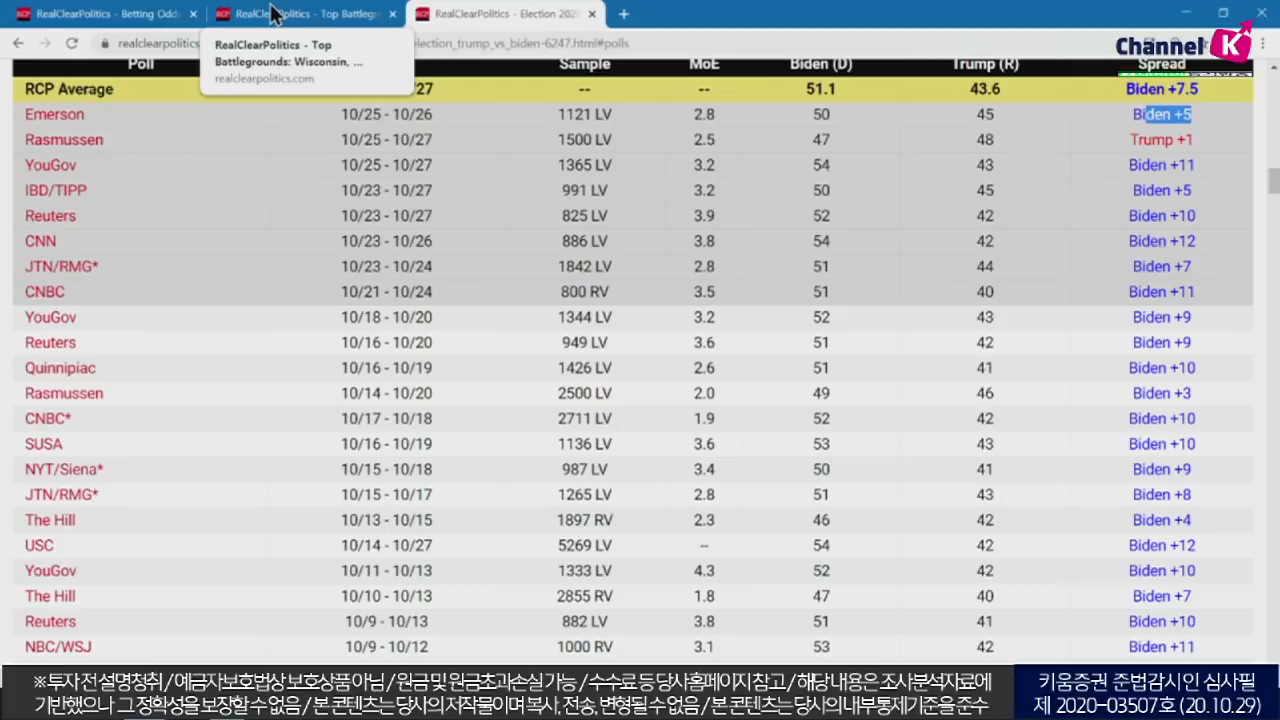 RealClearPolitics - Betting Odds
RealClearPolitics - Top Battlegr
RealClearPolitics - Election 202
realclearpolitics
election_trump_vs_biden-6247.html#polls
RealClearPolitics - Top
Battlegrounds: Wisconsin, ...
realclearpolitics.com
Channel K
Poll Sample MoE Biden (D) Trump (R) Spread
RCP Average 27 -- -- 51.1 43.6 Biden +7.5
Emerson 10/25 - 10/26 1121 LV 2.8 50 45 Biden +5
Rasmussen 10/25 - 10/27 1500 LV 2.5 47 48 Trump +1
YouGov 10/25 - 10/27 1365 LV 3.2 54 43 Biden +11
IBD/TIPP 10/23 - 10/27 991 LV 3.2 50 45 Biden +5
Reuters 10/23 - 10/27 825 LV 3.9 52 42 Biden +10
CNN 10/23 - 10/26 886 LV 3.8 54 42 Biden +12
JTN/RMG* 10/23 - 10/24 1842 LV 2.8 51 44 Biden +7
CNBC 10/21 - 10/24 800 RV 3.5 51 40 Biden +11
YouGov 10/18 - 10/20 1344 LV 3.2 52 43 Biden +9
Reuters 10/16 - 10/20 949 LV 3.6 51 42 Biden +9
Quinnipiac 10/16 - 10/19 1426 LV 2.6 51 41 Biden +10
Rasmussen 10/14 - 10/20 2500 LV 2.0 49 46 Biden +3
CNBC* 10/17 - 10/18 2711 LV 1.9 52 42 Biden +10
SUSA 10/16 - 10/19 1136 LV 3.6 53 43 Biden +10
NYT/Siena* 10/15 - 10/18 987 LV 3.4 50 41 Biden +9
JTN/RMG* 10/15 - 10/17 1265 LV 2.8 51 43 Biden +8
The Hill 10/13 - 10/15 1897 RV 2.3 46 42 Biden +4
USC 10/14 - 10/27 5269 LV -- 54 42 Biden +12
YouGov 10/11 - 10/13 1333 LV 4.3 52 42 Biden +10
The Hill 10/10 - 10/13 2855 RV 1.8 47 40 Biden +7
Reuters 10/9 - 10/13 882 LV 3.8 51 41 Biden +10
NBC/WSJ 10/9 - 10/12 1000 RV 3.1 53 42 Biden +11
※투자 전 설명청취/예금자보호법상 보호상품 아님/원금 및 원금초과손실 가능/수수료 등 당사홈페이지 참고/해당 내용은 조사분석자료에
기반했으나 그 정확성을 보장할 수 없음/본 콘텐츠는 당사의 저작물이며 복사, 전송, 변형될 수 없음/본 콘텐츠는 당사의 내부통제기준을 준수
키움증권 준법감시인 심사필
제 2020-03507호 (20.10.29)